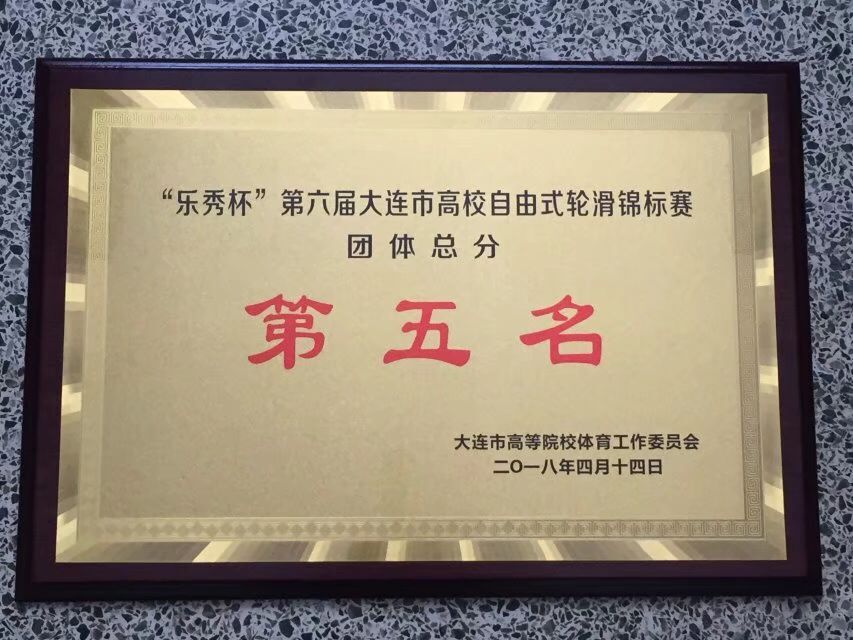 “乐秀杯”第六届大连市高校自由式轮滑锦标赛
团体总分
第五名
大连市高等院校体育工作委员会
二〇一八年四月十四日